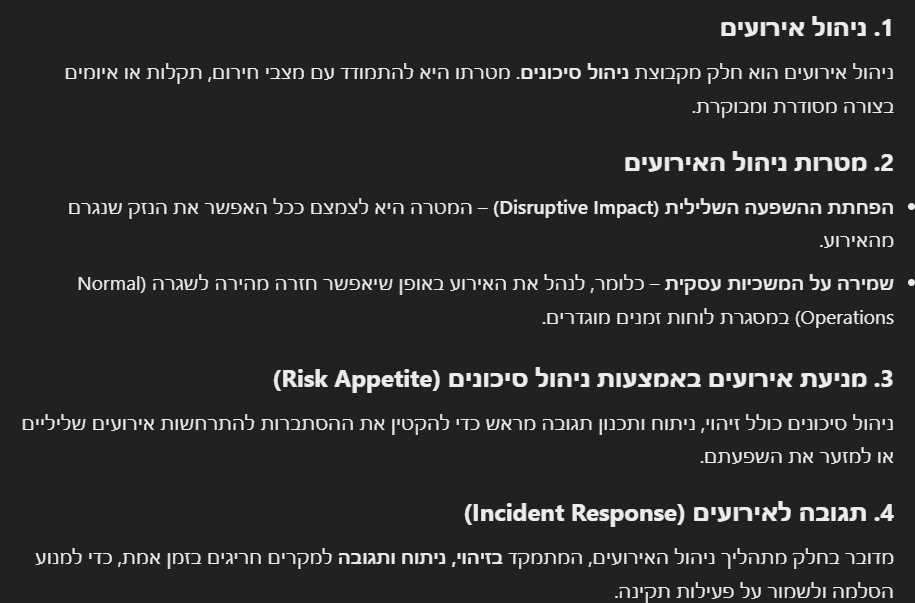 1. ניהול אירועים
ניהול אירועים הוא חלק מקבוצת ניהול סיכונים. מטרתו היא להתמודד עם מצבי חירום, תקלות או איומים
בצורה מסודרת ומבוקרת.
2. מטרות ניהול האירועים
• הפחתת ההשפעה השלילית (Disruptive Impact) – המטרה היא לצמצם ככל האפשר את הנזק שנגרם
מהאירוע.
• שמירה על המשכיות עסקית – כלומר, לנהל את האירוע באופן שיאפשר חזרה מהירה לשגרה (Normal
Operations) במסגרת לוחות זמנים מוגדרים.
3. מניעת אירועים באמצעות ניהול סיכונים (Risk Appetite)
ניהול סיכונים כולל זיהוי, ניתוח ותכנון תגובה מראש כדי להקטין את ההסתברות להתרחשות אירועים שליליים
או למזער את השפעתם.
4. תגובה לאירועים (Incident Response)
מדובר בחלק מתהליך ניהול האירועים, המתמקד בזיהוי, ניתוח ותגובה למקרים חריגים בזמן אמת, כדי למנוע
הסלמה ולשמור על פעילות תקינה.